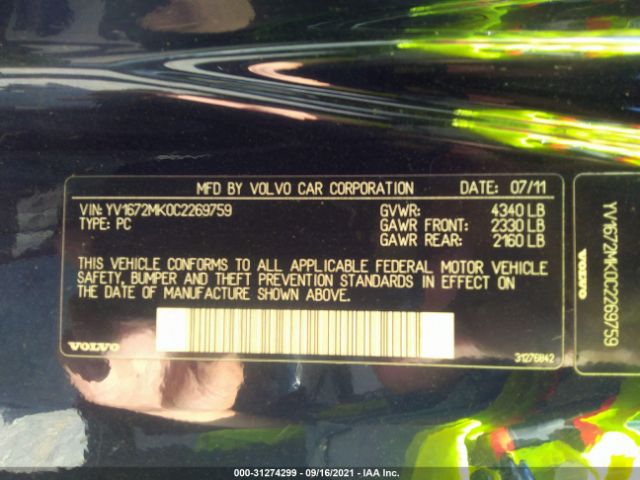 MFD BY VOLVO CAR CORPORATION DATE: 07/11
VIN: YV1672MK0C2269759 GVWR: 4340 LB
TYPE: PC GAWR FRONT: 2330 LB
GAWR REAR: 2160 LB
THIS VEHICLE CONFORMS TO ALL APPLICABLE FEDERAL MOTOR VEHICLE
SAFETY, BUMPER AND THEFT PREVENTION STANDARDS IN EFFECT ON
THE DATE OF MANUFACTURE SHOWN ABOVE.
VOLVO 31276842
YV1672MK0C2269759
VOLVO
000-31274299 - 09/16/2021 - IAA Inc.